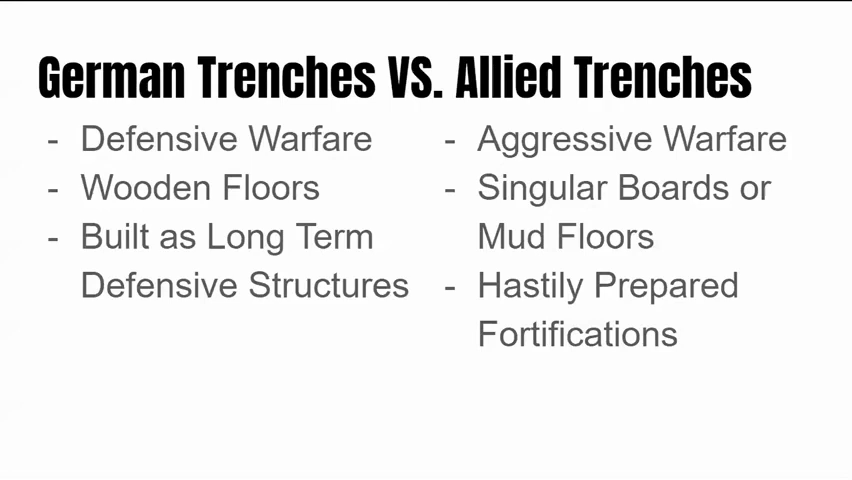 German Trenches VS. Allied Trenches
- Defensive Warfare
- Wooden Floors
- Built as Long Term
Defensive Structures
- Aggressive Warfare
- Singular Boards or
Mud Floors
- Hastily Prepared
Fortifications